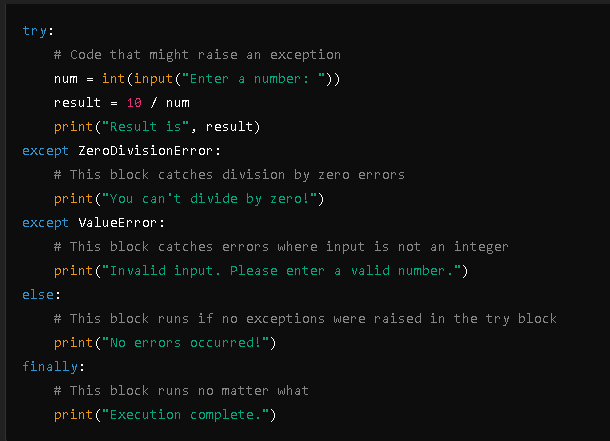 try:
    # Code that might raise an exception
    num = int(input("Enter a number: "))
    result = 10 / num
    print("Result is", result)
except ZeroDivisionError:
    # This block catches division by zero errors
    print("You can't divide by zero!")
except ValueError:
    # This block catches errors where input is not an integer
    print("Invalid input. Please enter a valid number.")
else:
    # This block runs if no exceptions were raised in the try block
    print("No errors occurred!")
finally:
    # This block runs no matter what
    print("Execution complete.")